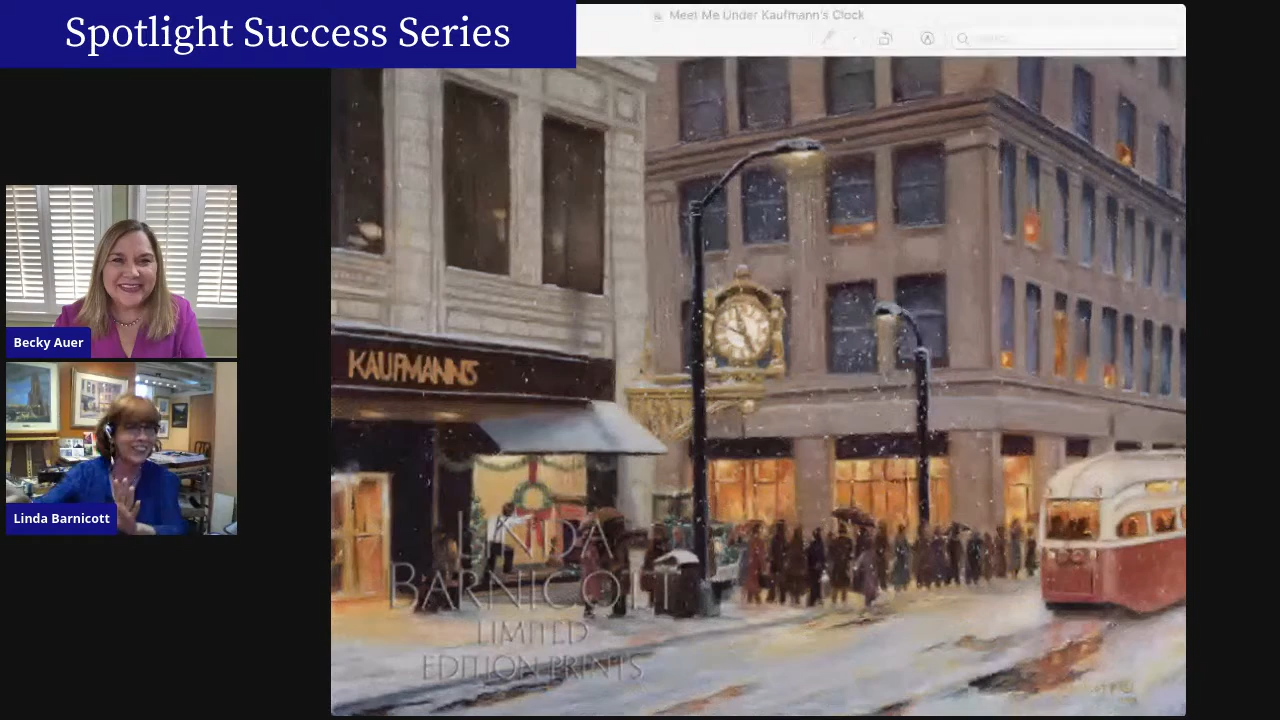 Spotlight Success Series
Meet Me Under Kaufmann's Clock
Becky Auer
Linda Barnicott
KAUFMANN'S
LINDA
BARNICOTT
LIMITED
EDITION PRINTS